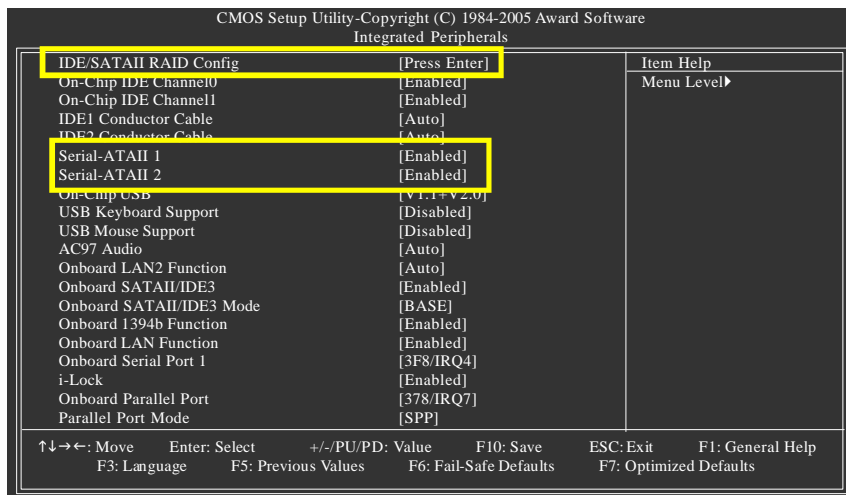 CMOS Setup Utility-Copyright (C) 1984-2005 Award Software
Integrated Peripherals
IDE/SATAII RAID Config [Press Enter] Item Help
On-Chip IDE Channel0 [Enabled] Menu Level▶
On-Chip IDE Channel1 [Enabled]
IDE1 Conductor Cable [Auto]
IDE2 Conductor Cable [Auto]
Serial-ATAII 1 [Enabled]
Serial-ATAII 2 [Enabled]
On-Chip USB [V1.1+V2.0]
USB Keyboard Support [Disabled]
USB Mouse Support [Disabled]
AC97 Audio [Auto]
Onboard LAN2 Function [Auto]
Onboard SATAII/IDE3 [Enabled]
Onboard SATAII/IDE3 Mode [BASE]
Onboard 1394b Function [Enabled]
Onboard LAN Function [Enabled]
Onboard Serial Port 1 [3F8/IRQ4]
i-Lock [Enabled]
Onboard Parallel Port [378/IRQ7]
Parallel Port Mode [SPP]
↑↓→←: Move Enter: Select +/-/PU/PD: Value F10: Save ESC: Exit F1: General Help
F3: Language F5: Previous Values F6: Fail-Safe Defaults F7: Optimized Defaults